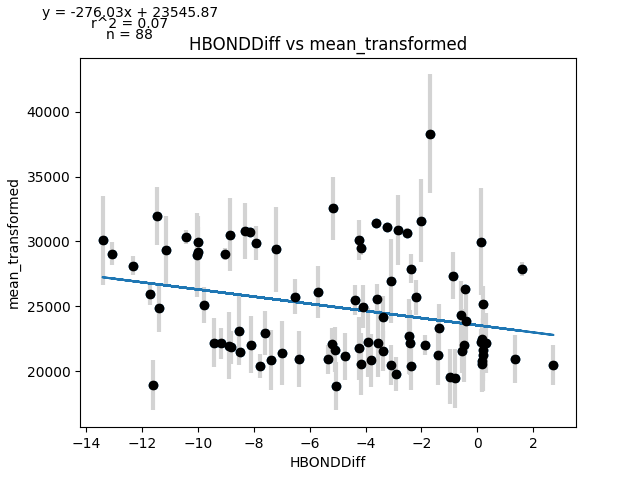 y = -276.03x + 23545.87
r^2 = 0.07
n = 88
HBONDDiff vs mean_transformed
mean_transformed
40000
35000
30000
25000
20000
−14 −12 −10 −8 −6 −4 −2 0 2
HBONDDiff